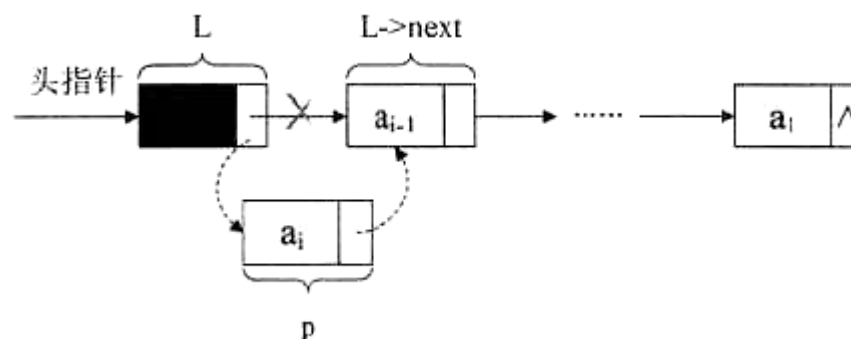 L
L->next
头指针
aᵢ₋₁
......
a₁
∧
aᵢ
p